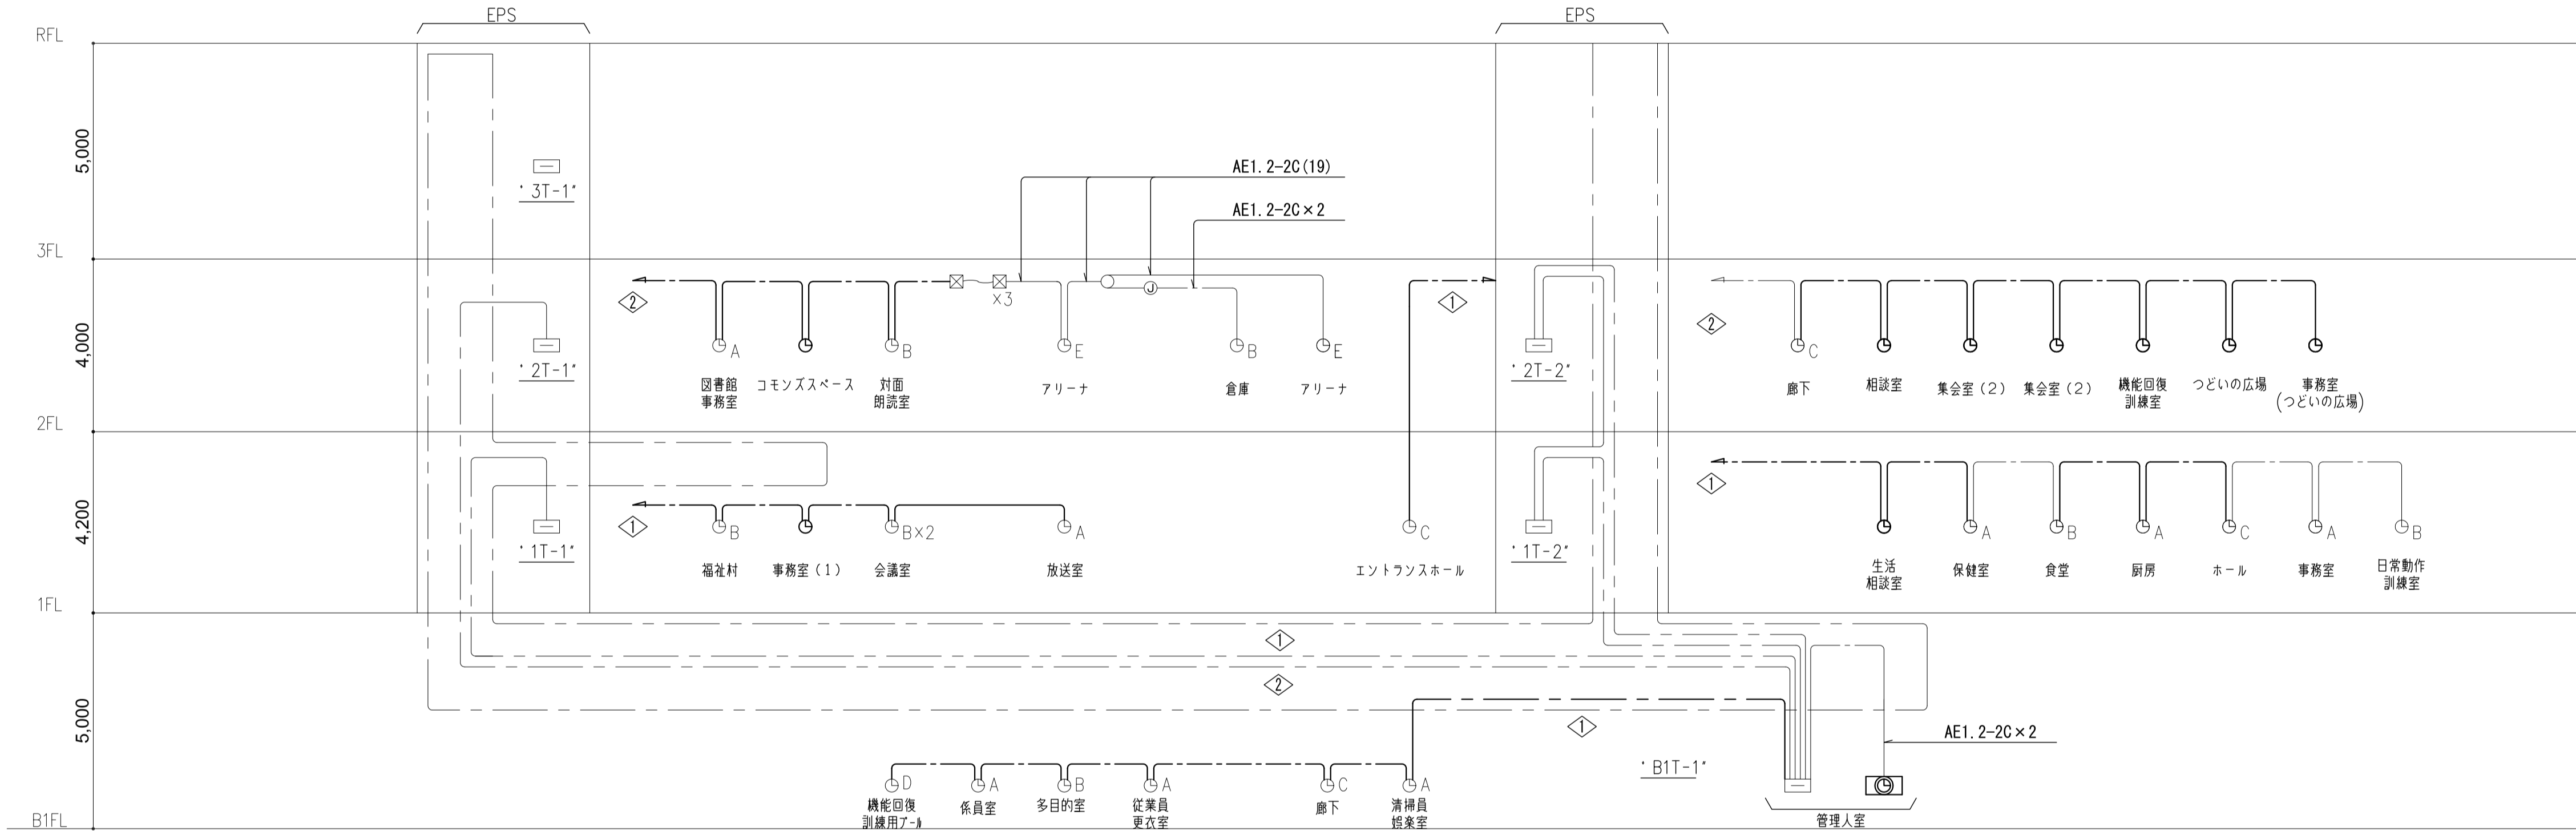 EPS
EPS
RFL
5,000
AE1.2-2C(19)
' 3T-1"
AE1.2-2C×2
3FL
2
×3
J
1
2
4,000
A
B
E
B
E
C
' 2T-1"
' 2T-2"
図書館
事務室
コモンズスペース
対面
朗読室
アリーナ
倉庫
アリーナ
廊下
相談室
集会室(2)
集会室(2)
機能回復
訓練室
つどいの広場
事務室
(つどいの広場)
2FL
1
1
4,200
B
B×2
A
C
A
B
A
C
A
B
' 1T-1"
' 1T-2"
福祉村
事務室(1)
会議室
放送室
エントランスホール
生活
相談室
保健室
食堂
厨房
ホール
事務室
日常動作
訓練室
1FL
1
2
5,000
1
AE1.2-2C×2
' B1T-1"
D
A
B
A
C
A
機能回復
訓練用プール
係員室
多目的室
従業員
更衣室
廊下
清掃員
娯楽室
管理人室
B1FL